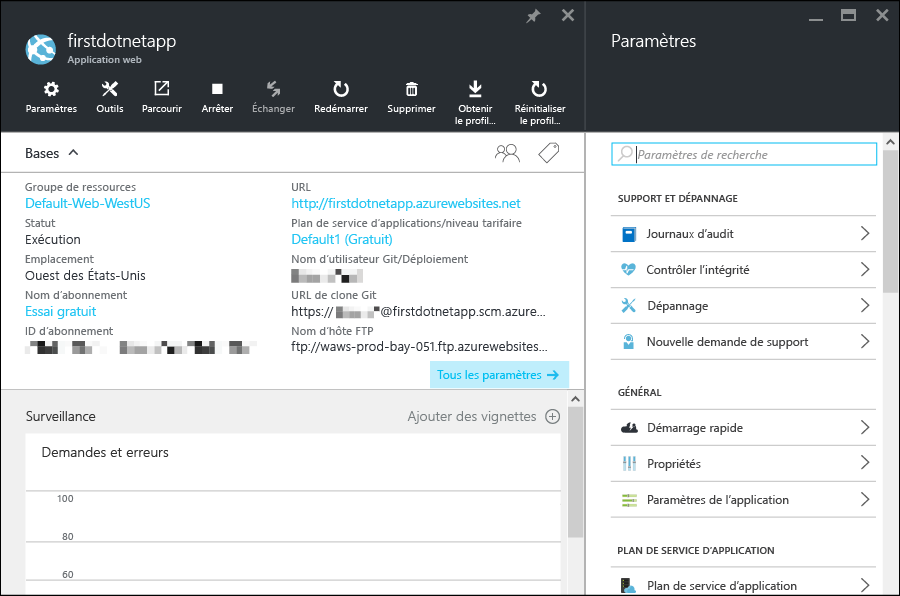 firstdotnetapp
Application web
Paramètres
Outils
Parcourir
Arrêter
Échanger
Redémarrer
Supprimer
Obtenir
le profil...
Réinitialiser
le profil...
Bases
Groupe de ressources
Default-Web-WestUS
Statut
Exécution
Emplacement
Ouest des États-Unis
Nom d'abonnement
Essai gratuit
ID d'abonnement
URL
http://firstdotnetapp.azurewebsites.net
Plan de service d'applications/niveau tarifaire
Default1 (Gratuit)
Nom d'utilisateur Git/Déploiement
URL de clone Git
https:// @firstdotnetapp.scm.azure...
Nom d'hôte FTP
ftp://waws-prod-bay-051.ftp.azurewebsites...
Tous les paramètres
Surveillance
Ajouter des vignettes
Demandes et erreurs
100
80
60
Paramètres
Paramètres de recherche
SUPPORT ET DÉPANNAGE
Journaux d'audit
Contrôler l'intégrité
Dépannage
Nouvelle demande de support
GÉNÉRAL
Démarrage rapide
Propriétés
Paramètres de l'application
PLAN DE SERVICE D'APPLICATION
Plan de service d'application